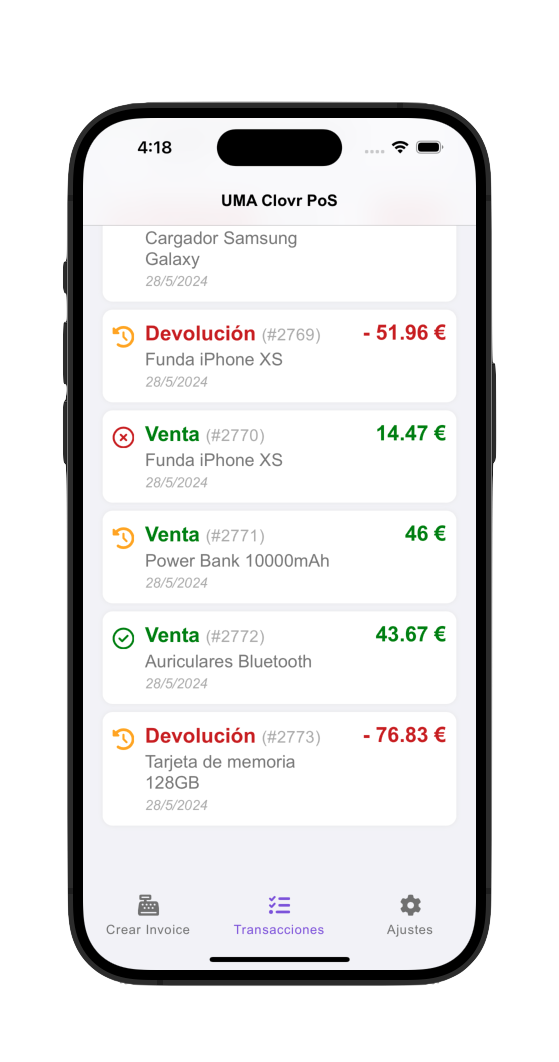 4:18
UMA Clovr PoS
Cargador Samsung
Galaxy
28/5/2024
Devolución (#2769) - 51.96 €
Funda iPhone XS
28/5/2024
Venta (#2770) 14.47 €
Funda iPhone XS
28/5/2024
Venta (#2771) 46 €
Power Bank 10000mAh
28/5/2024
Venta (#2772) 43.67 €
Auriculares Bluetooth
28/5/2024
Devolución (#2773) - 76.83 €
Tarjeta de memoria
128GB
28/5/2024
Crear Invoice Transacciones Ajustes